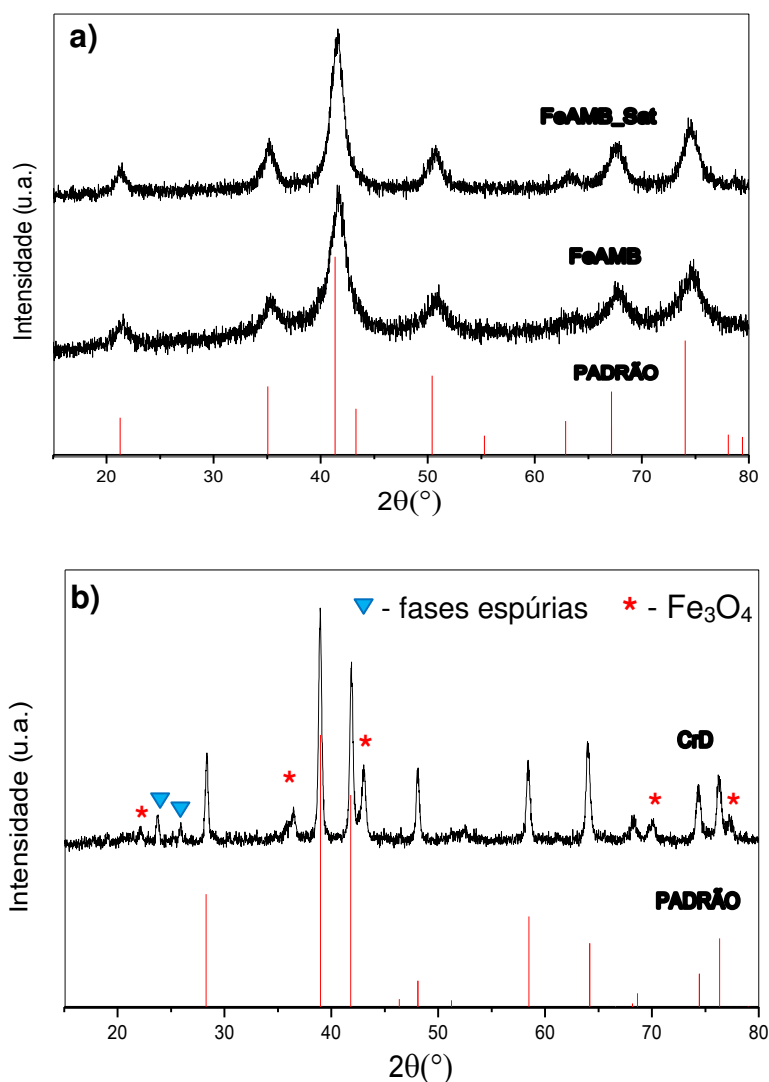 a)
FeAMB_Sat
FeAMB
PADRÃO
Intensidade (u.a.)
20 30 40 50 60 70 80
2θ(°)
b)
- fases espúrias * - Fe₃O₄
*
*
CrD
*
*
*
PADRÃO
Intensidade (u.a.)
20 30 40 50 60 70 80
2θ(°)